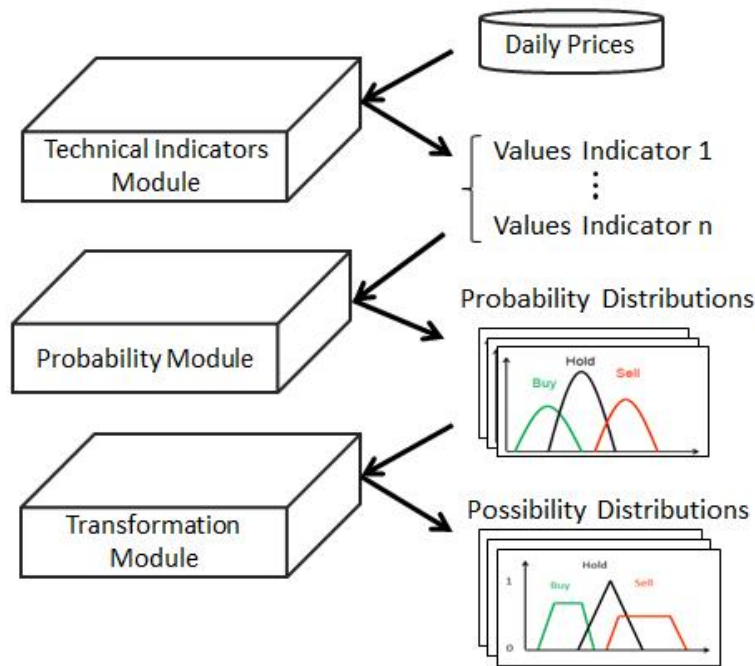 Daily Prices
Technical Indicators
Module
Values Indicator 1
⋮
Values Indicator n
Probability Module
Probability Distributions
Hold
Buy
Sell
Transformation
Module
Possibility Distributions
Hold
1
Buy
Sell
0